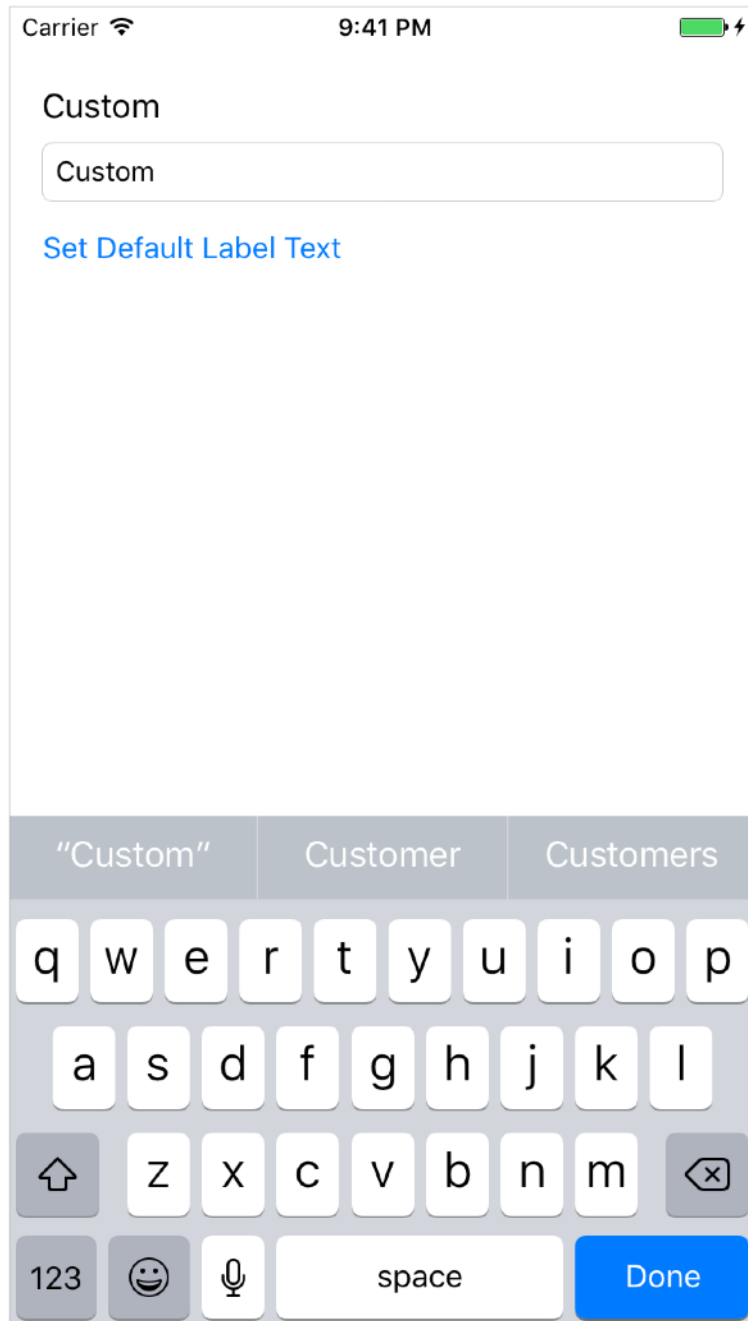 Carrier 9:41 PM
Custom
Custom
Set Default Label Text
“Custom” Customer Customers
q w e r t y u i o p
a s d f g h j k l
z x c v b n m
123 space Done